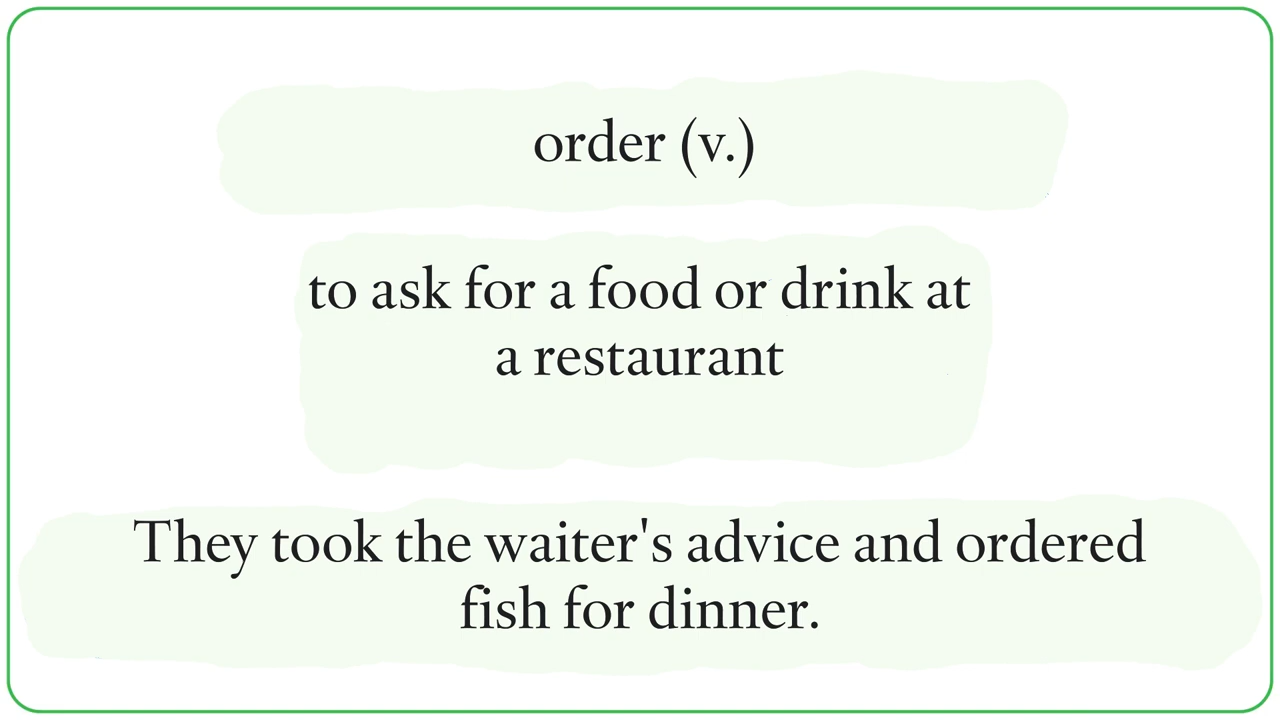 order (v.)
to ask for a food or drink at
a restaurant
They took the waiter's advice and ordered
fish for dinner.